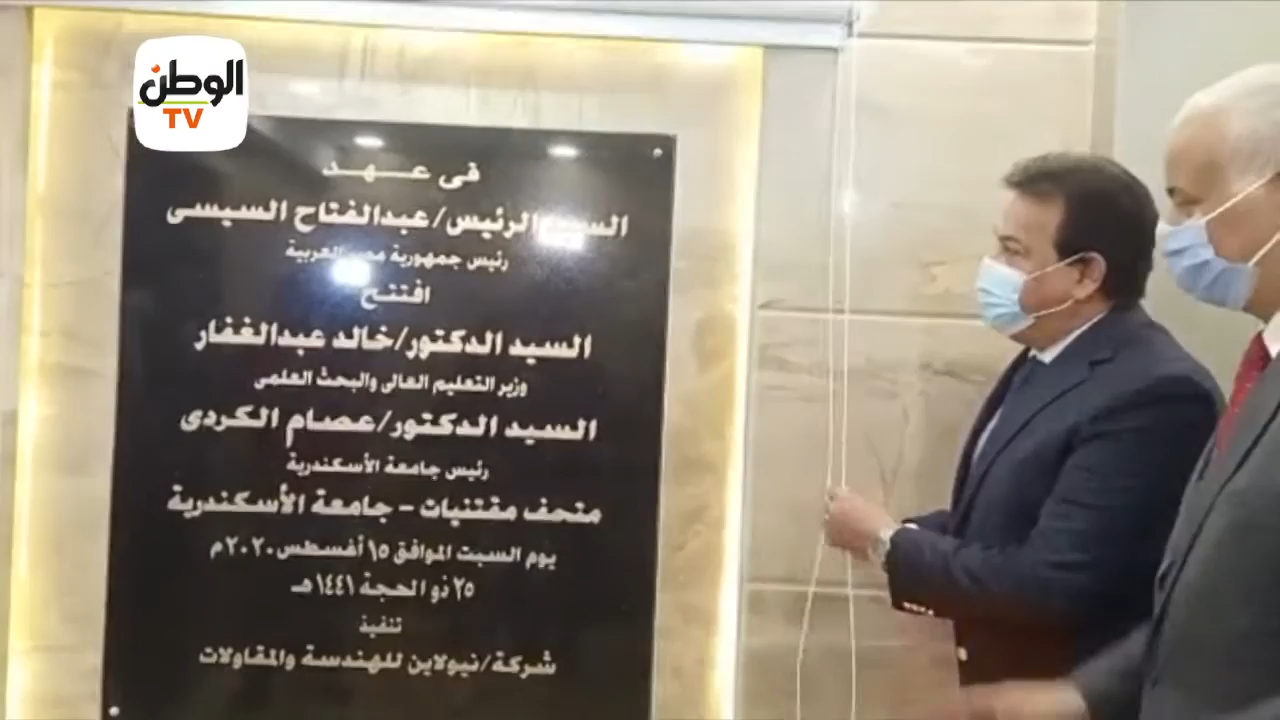 الوطن
TV
فى عهد
السيد الرئيس/عبدالفتاح السيسى
رئيس جمهورية مصر العربية
افتتح
السيد الدكتور/خالد عبدالغفار
وزير التعليم العالى والبحث العلمى
السيد الدكتور/عصام الكردى
رئيس جامعة الأسكندرية
متحف مقتنيات - جامعة الأسكندرية
يوم السبت الموافق ١٥ أغسطس ٢٠٢٠م
٢٥ ذو الحجة ١٤٤١هـ
تنفيذ
شركة/نيولاين للهندسة والمقاولات